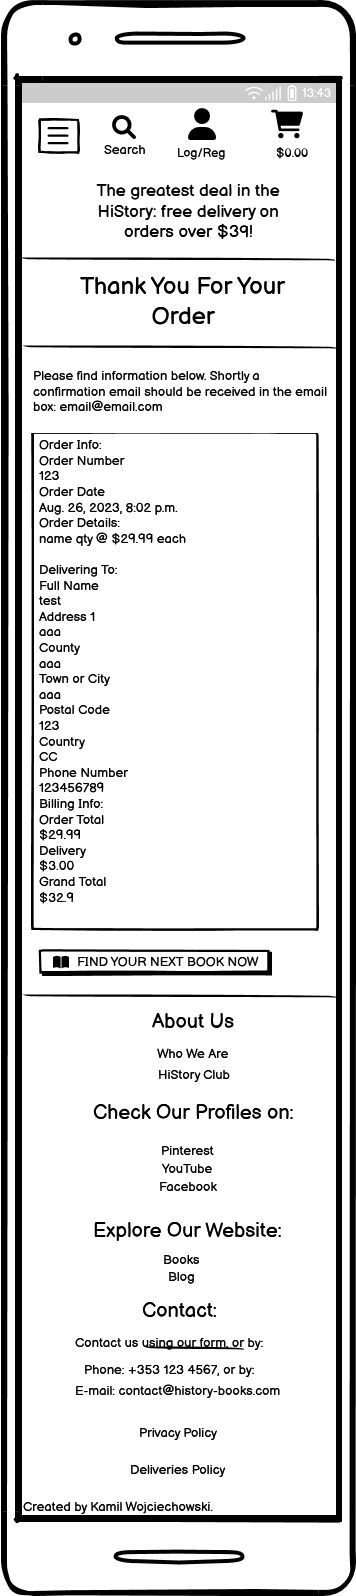 13:43
Search
Log/Reg
$0.00
The greatest deal in the
HiStory: free delivery on
orders over $39!
Thank You For Your
Order
Please find information below. Shortly a
confirmation email should be received in the email
box: email@email.com
Order Info:
Order Number
123
Order Date
Aug. 26, 2023, 8:02 p.m.
Order Details:
name qty @ $29.99 each
Delivering To:
Full Name
test
Address 1
aaa
County
aaa
Town or City
aaa
Postal Code
123
Country
CC
Phone Number
123456789
Billing Info:
Order Total
$29.99
Delivery
$3.00
Grand Total
$32.9
FIND YOUR NEXT BOOK NOW
About Us
Who We Are
HiStory Club
Check Our Profiles on:
Pinterest
YouTube
Facebook
Explore Our Website:
Books
Blog
Contact:
Contact us using our form, or by:
Phone: +353 123 4567, or by:
E-mail: contact@history-books.com
Privacy Policy
Deliveries Policy
Created by Kamil Wojciechowski.